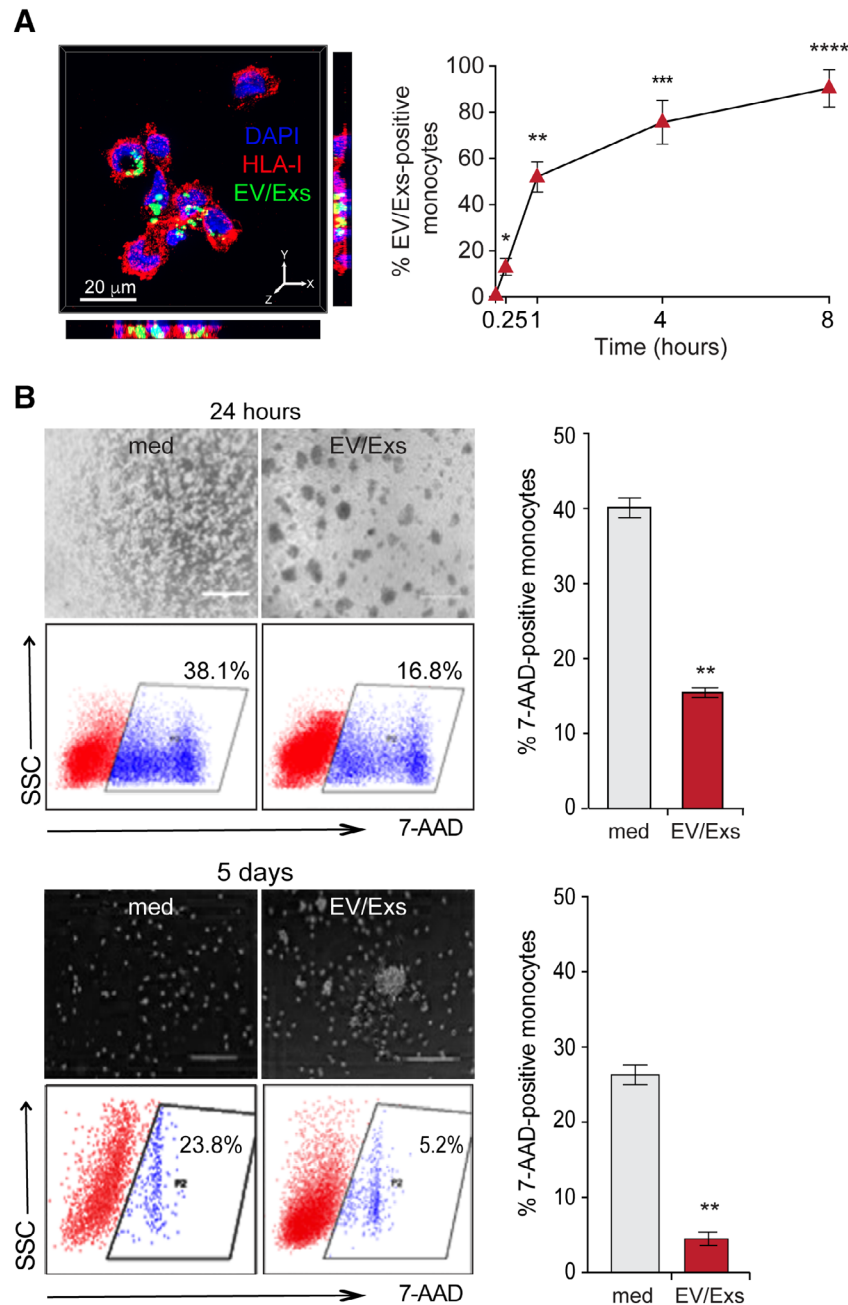 A
DAPI
HLA-I
EV/Exs
20 μm
Y
X
Z
% EV/Exs-positive
monocytes
100
80
60
40
20
0
*
**
***
****
0.25
1
4
8
Time (hours)
B
24 hours
med
EV/Exs
38.1%
16.8%
SSC
7-AAD
% 7-AAD-positive monocytes
50
40
30
20
10
0
**
med
EV/Exs
5 days
med
EV/Exs
23.8%
P2
5.2%
P2
SSC
7-AAD
% 7-AAD-positive monocytes
50
40
30
20
10
0
**
med
EV/Exs